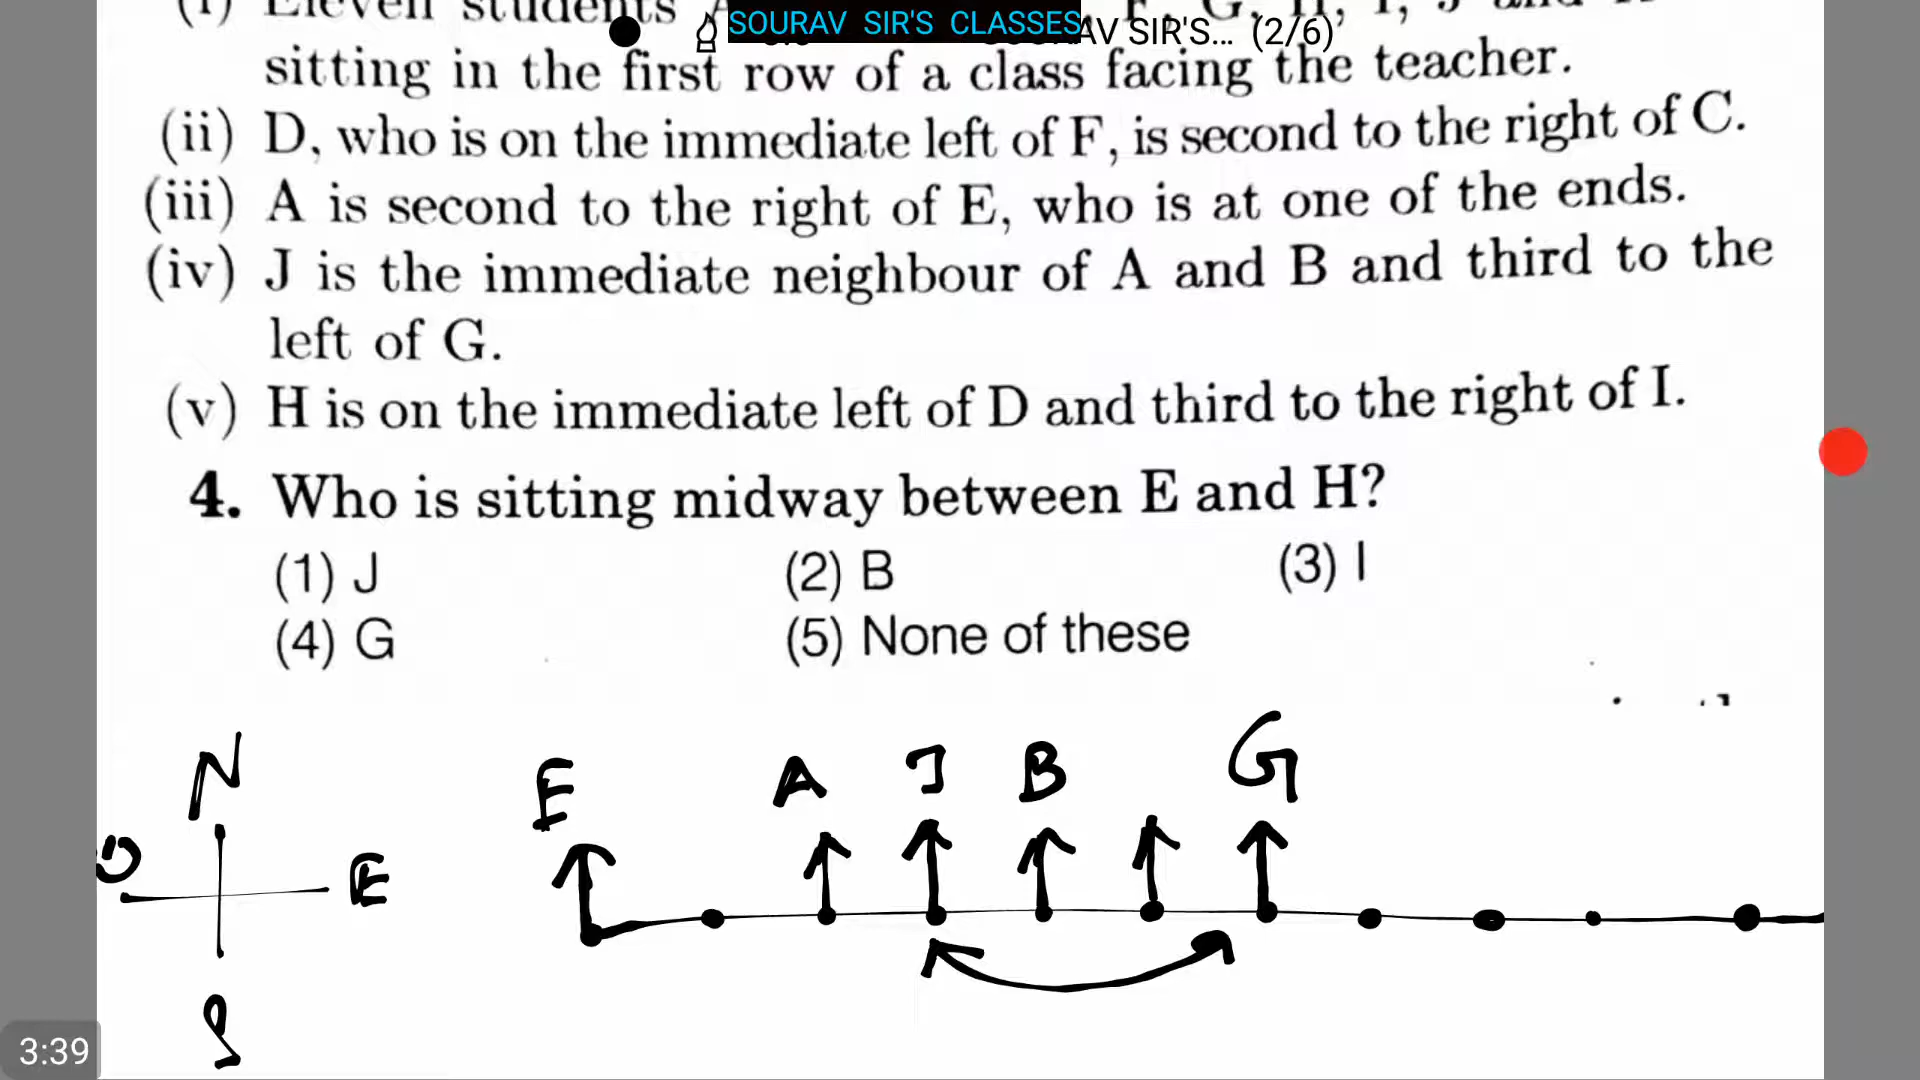 (i) Eleven students
SOURAV SIR'S CLASSES
AV SIR'S... (2/6)
sitting in the first row of a class facing the teacher.
(ii) D, who is on the immediate left of F, is second to the right of C.
(iii) A is second to the right of E, who is at one of the ends.
(iv) J is the immediate neighbour of A and B and third to the
left of G.
(v) H is on the immediate left of D and third to the right of I.
4. Who is sitting midway between E and H?
(1) J (2) B (3) I
(4) G (5) None of these
N
E A J B G
E
S
3:39